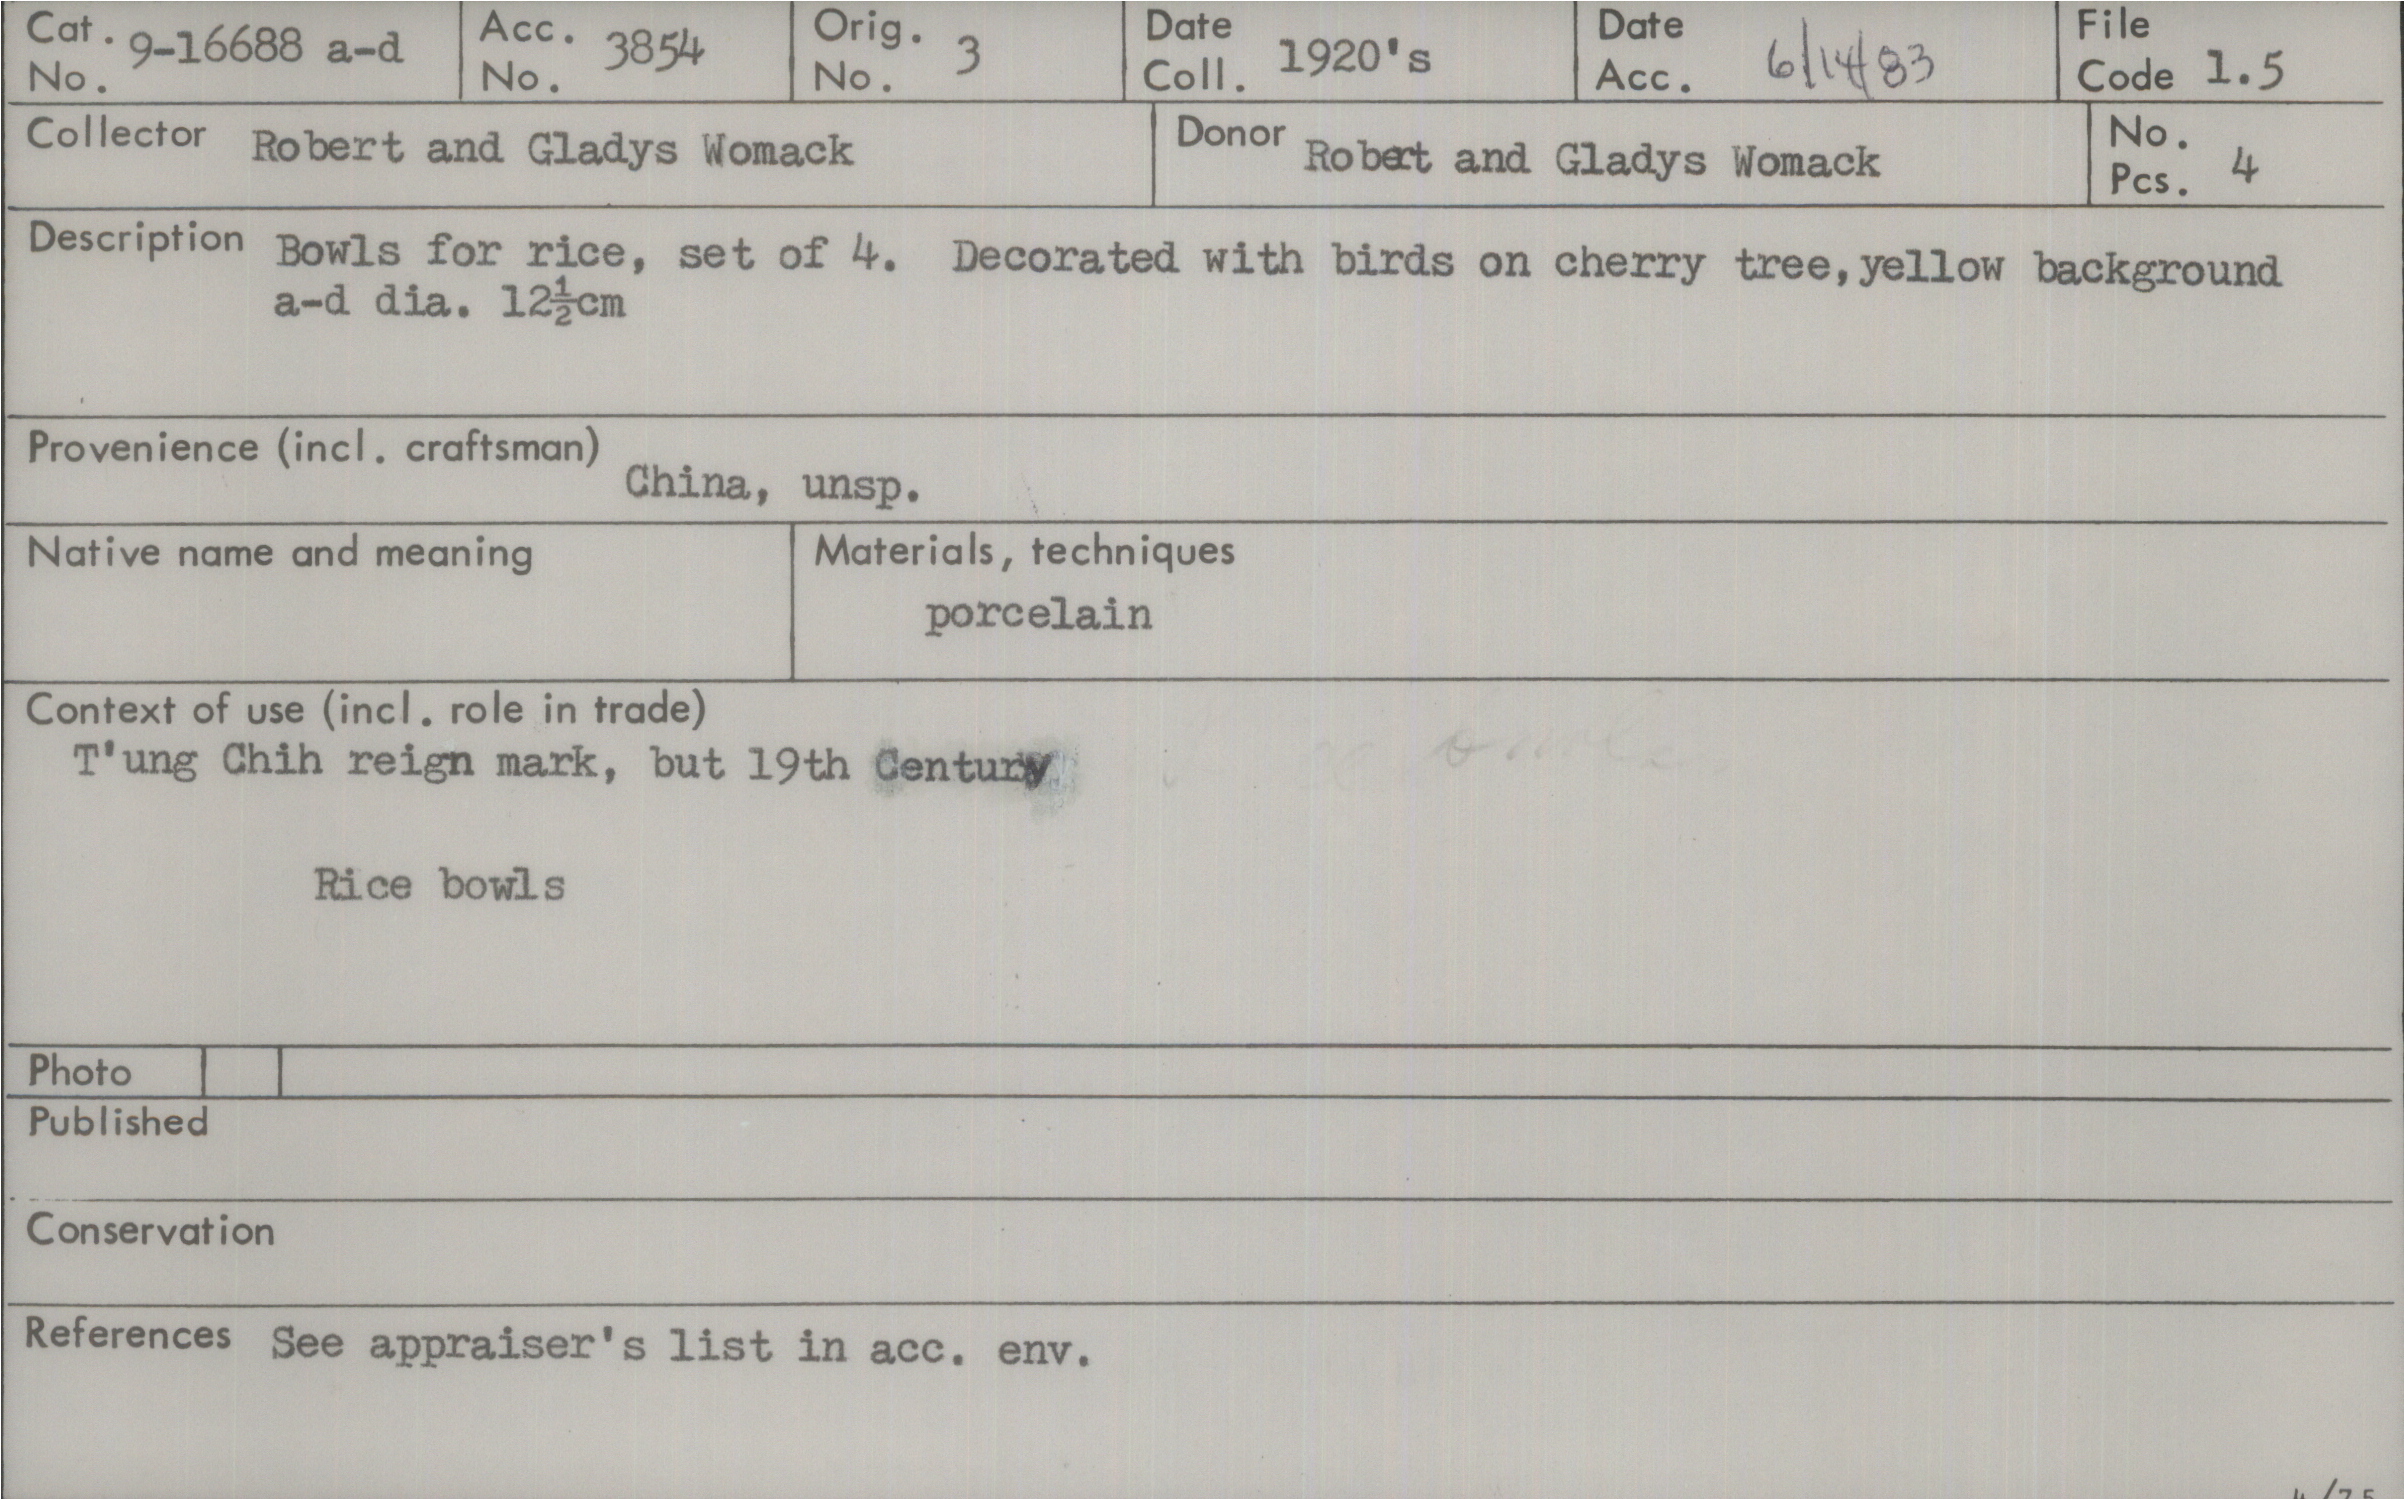 Cat. No. 9-16688 a-d
Acc. No. 3854
Orig. No. 3
Date Coll. 1920's
Date Acc. 6/14/83
File Code 1.5
Collector Robert and Gladys Womack
Donor Robert and Gladys Womack
No. Pcs. 4
Description Bowls for rice, set of 4. Decorated with birds on cherry tree,yellow background
a-d dia. 12½cm
Provenience (incl. craftsman)
China, unsp.
Native name and meaning
Materials, techniques
porcelain
Context of use (incl. role in trade)
T'ung Chih reign mark, but 19th Century
Rice bowls
Photo
Published
Conservation
References See appraiser's list in acc. env.